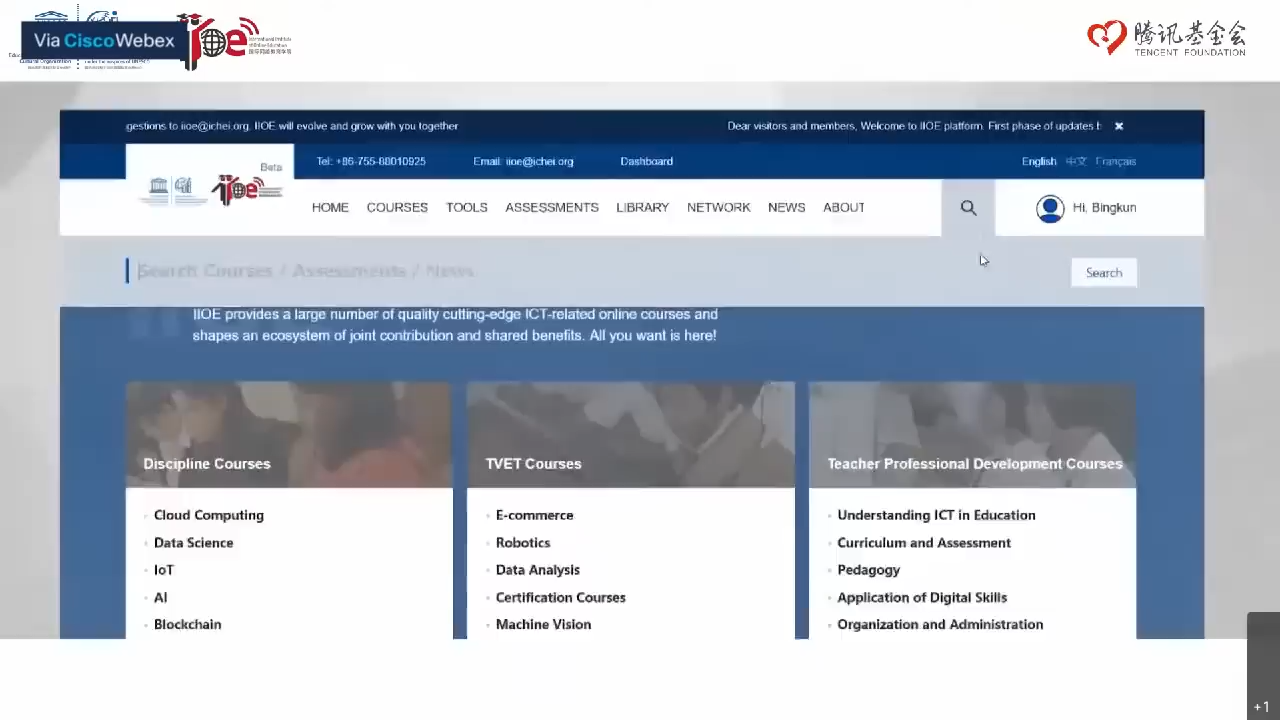 Via Cisco Webex
iioe
腾讯基金会
TENCENT FOUNDATION
gestions to iioe@ichei.org. IIOE will evolve and grow with you together
Dear visitors and members, Welcome to IIOE platform. First phase of updates
Tel: +86-755-88010925
Email: iioe@ichei.org
Dashboard
English 中文 Français
Beta
iioe
HOME COURSES TOOLS ASSESSMENTS LIBRARY NETWORK NEWS ABOUT
Hi, Bingkun
Search Courses / Assessments / News
Search
IIOE provides a large number of quality cutting-edge ICT-related online courses and
shapes an ecosystem of joint contribution and shared benefits. All you want is here!
Discipline Courses
Cloud Computing
Data Science
IoT
AI
Blockchain
TVET Courses
E-commerce
Robotics
Data Analysis
Certification Courses
Machine Vision
Teacher Professional Development Courses
Understanding ICT in Education
Curriculum and Assessment
Pedagogy
Application of Digital Skills
Organization and Administration
+1